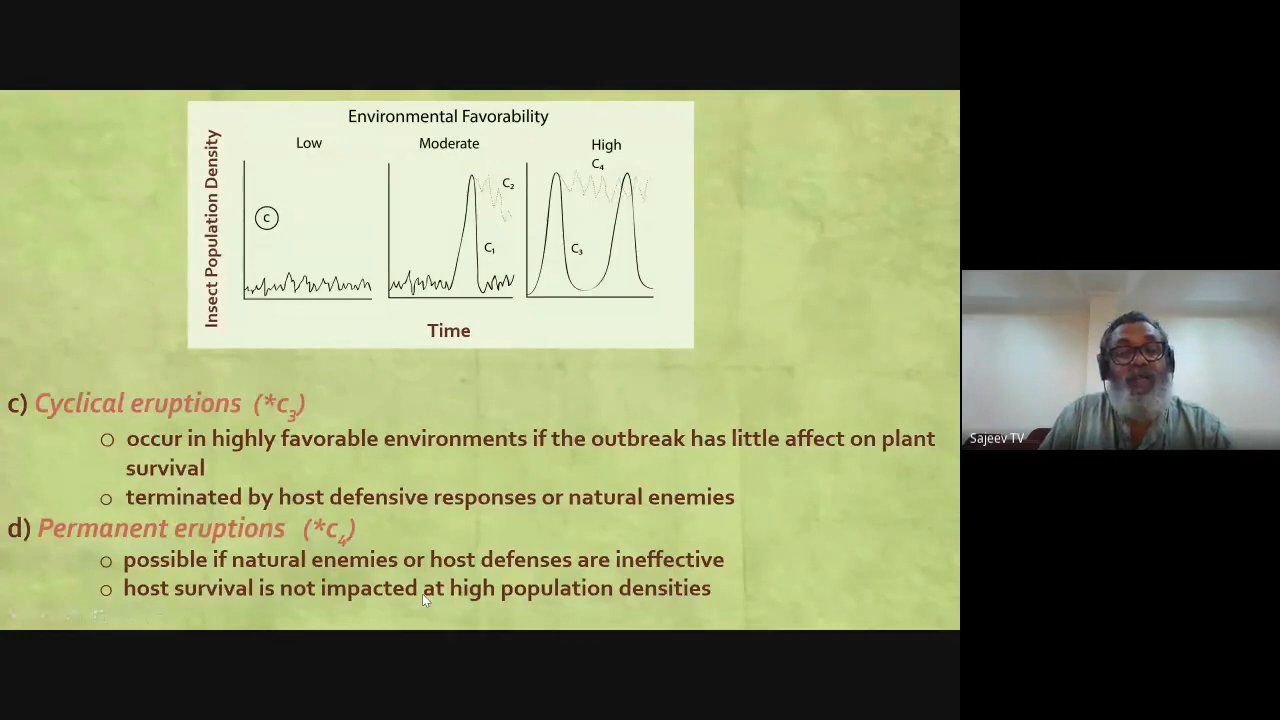 Environmental Favorability
Low
Moderate
High
C₄
C₂
C
C₁
C₃
Insect Population Density
Time
c) Cyclical eruptions (*c₃)
o occur in highly favorable environments if the outbreak has little affect on plant
survival
o terminated by host defensive responses or natural enemies
d) Permanent eruptions (*c₄)
o possible if natural enemies or host defenses are ineffective
o host survival is not impacted at high population densities
Sajeev TV